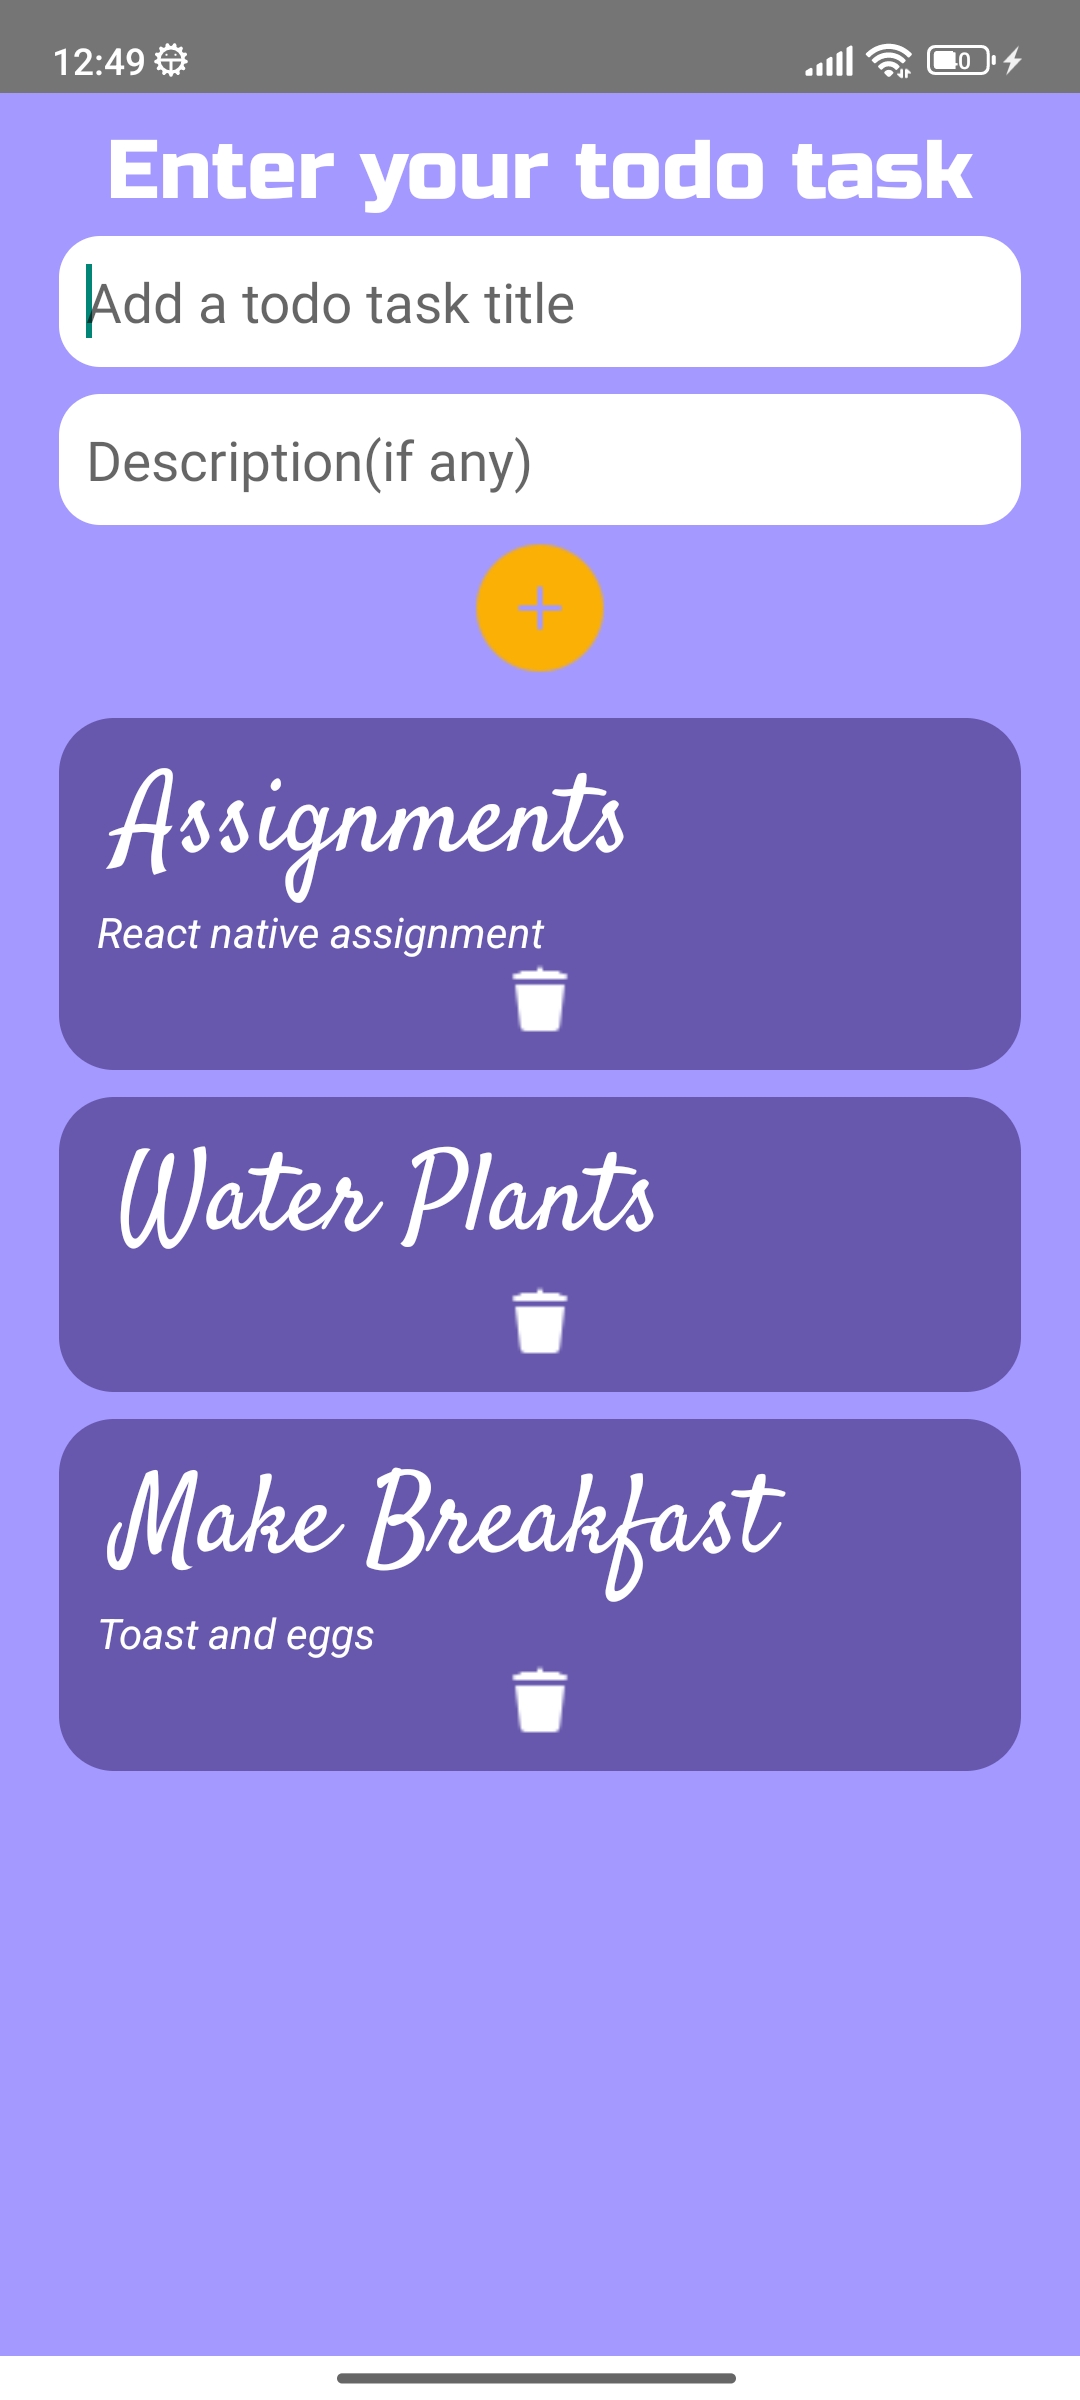 12:49
Enter your todo task
Add a todo task title
Description(if any)
Assignments
React native assignment
Water Plants
Make Breakfast
Toast and eggs